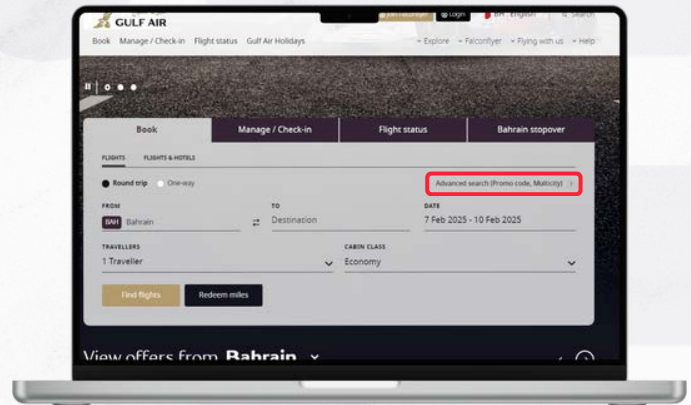 GULF AIR
Login
BH English
Search
Book Manage / Check-in Flight status Gulf Air Holidays
Explore Falconflyer Flying with us Help
Book Manage / Check-in Flight status Bahrain stopover
FLIGHTS FLIGHTS & HOTELS
Round trip One-way
Advanced search (Promo code, Multicity)
FROM TO DATE
BAH Bahrain Destination 7 Feb 2025 - 10 Feb 2025
TRAVELLERS CABIN CLASS
1 Traveller Economy
Find flights Redeem miles
View offers from Bahrain